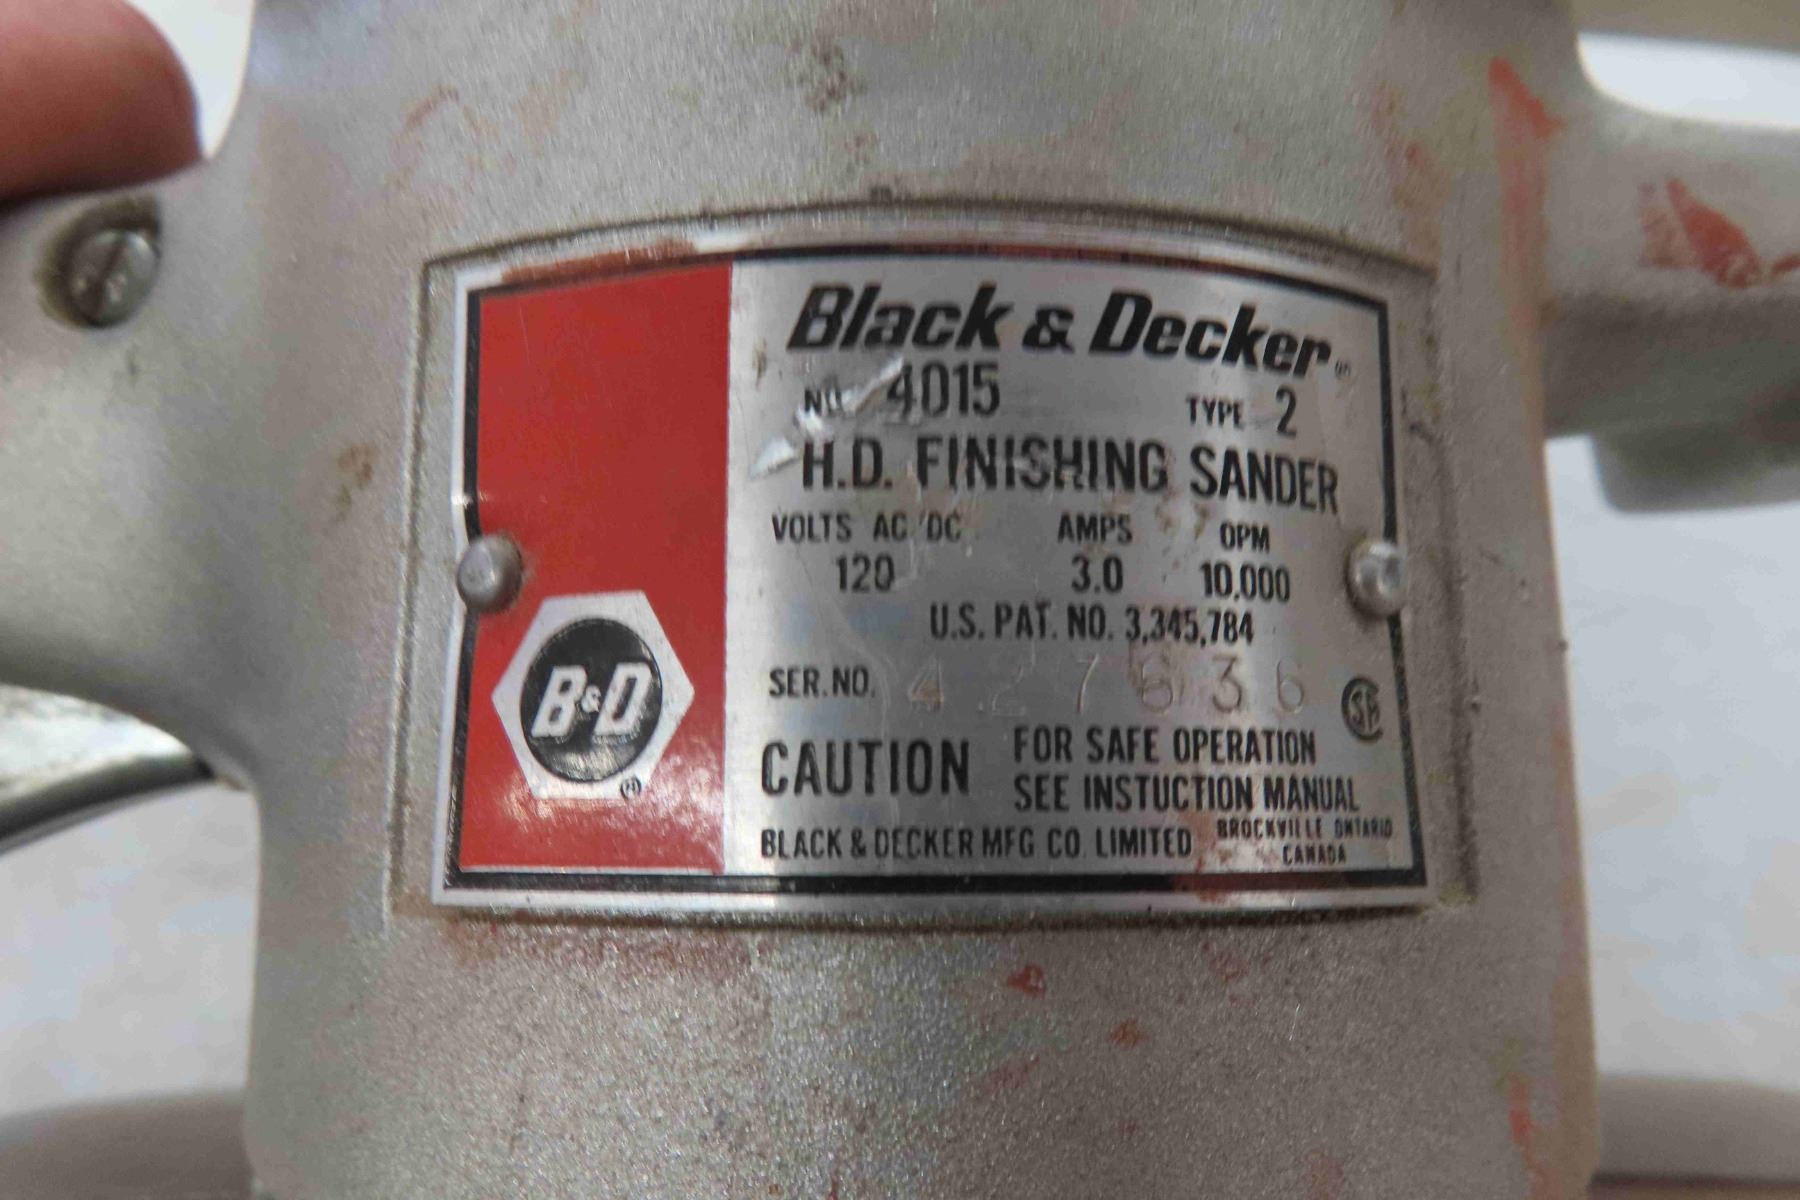 Black & Decker
NO. 4015 TYPE 2
H.D. FINISHING SANDER
VOLTS AC/DC AMPS OPM
120 3.0 10,000
U.S. PAT. NO. 3,345,784
SER. NO. 427636
B&D ®
CAUTION FOR SAFE OPERATION
SEE INSTUCTION MANUAL
BLACK & DECKER MFG CO. LIMITED BROCKVILLE ONTARIO
CANADA